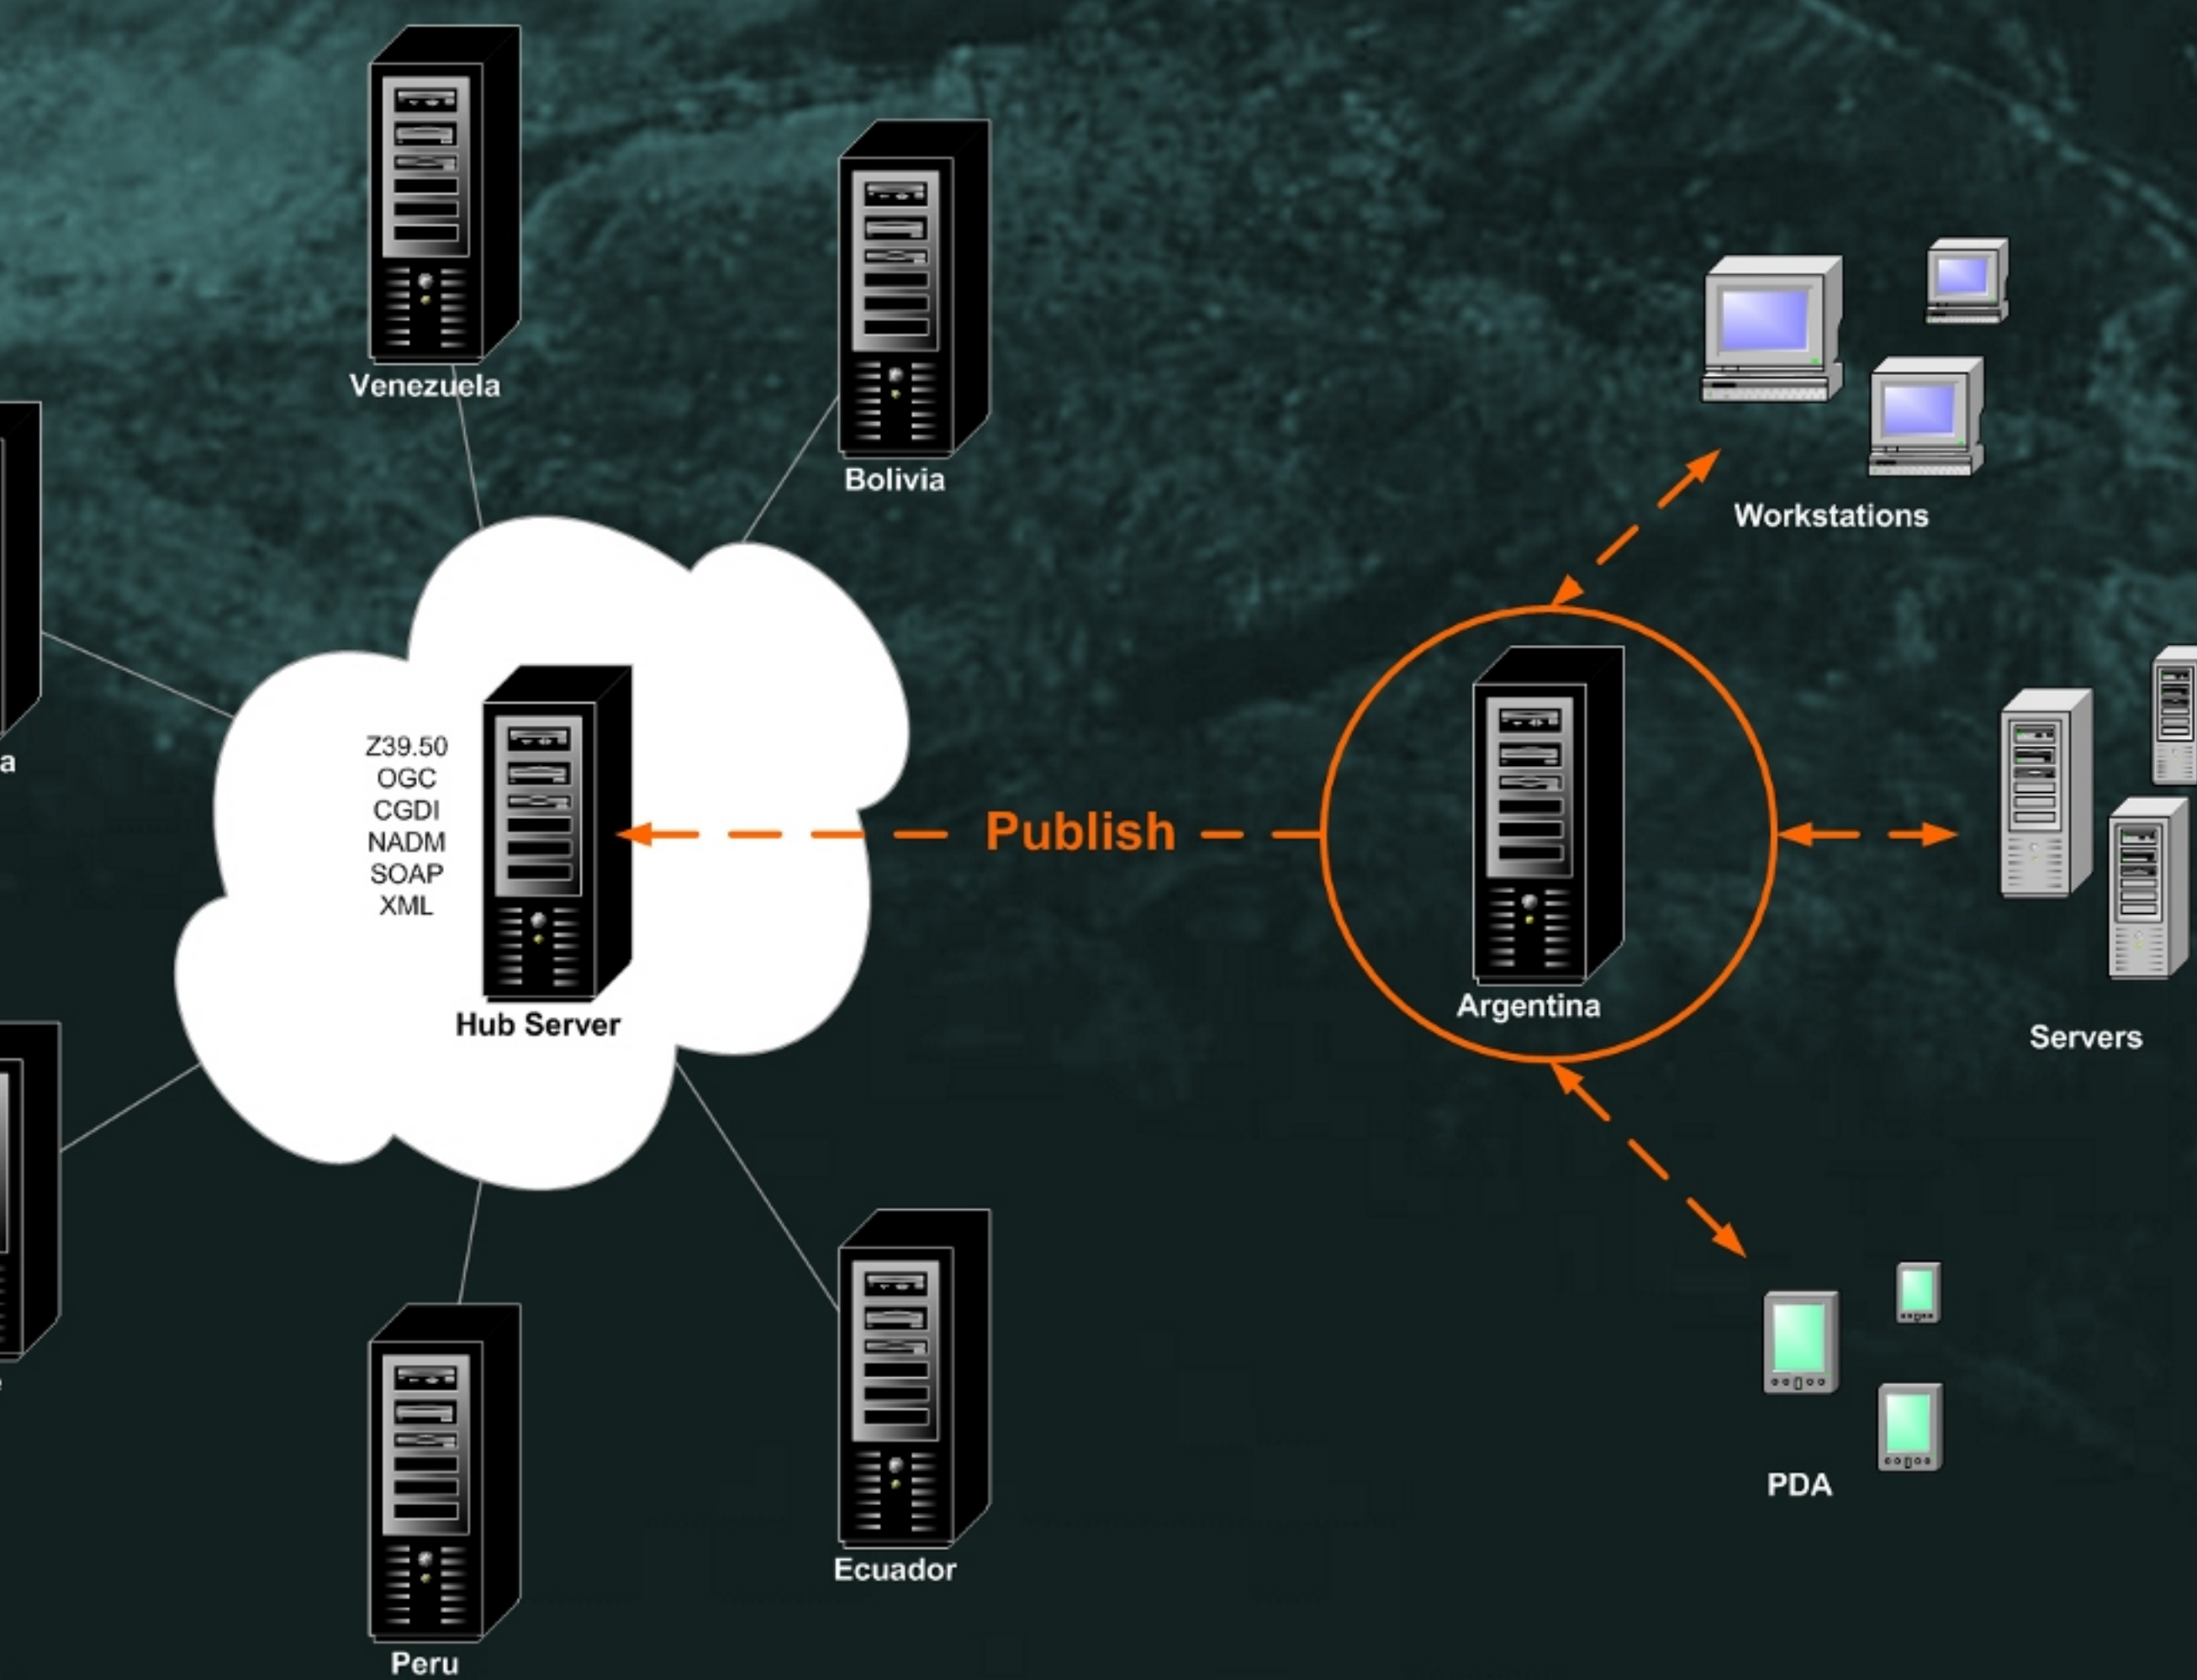 Venezuela
Bolivia
Workstations
a
Z39.50
OGC
CGDI
NADM
SOAP
XML
Hub Server
Publish
Argentina
Servers
PDA
Ecuador
Peru